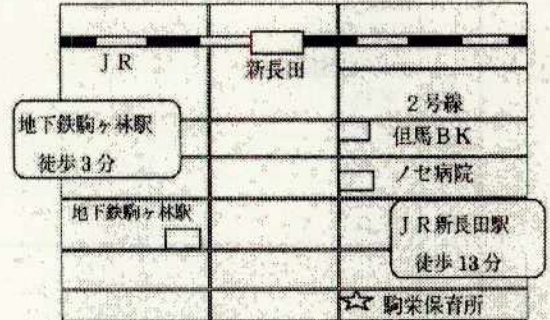 JR
新長田
2号線
地下鉄駒ヶ林駅
徒歩3分
但馬BK
ノセ病院
地下鉄駒ヶ林駅
JR新長田駅
徒歩13分
☆ 駒栄保育所